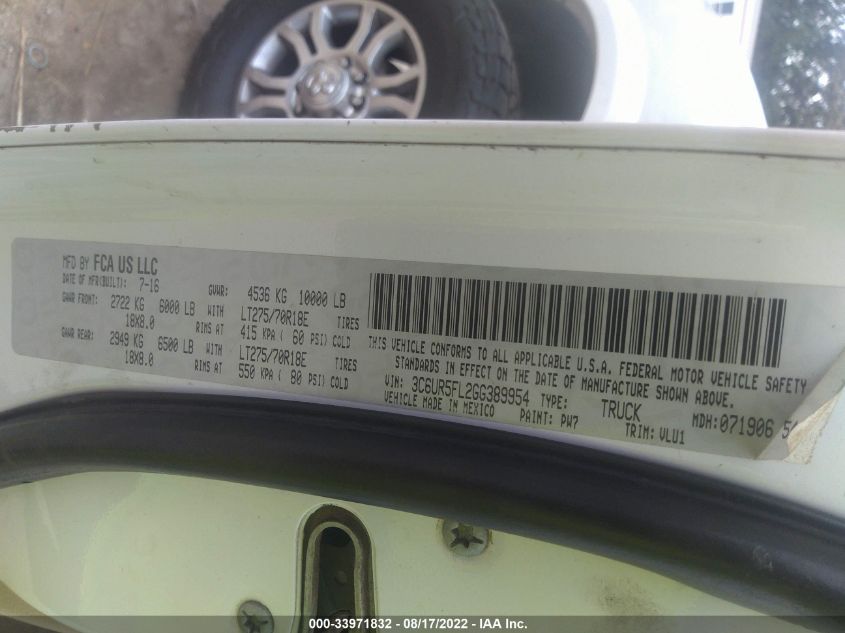 MFD BY FCA US LLC
DATE OF MFR(BUILT): 7-16 GVWR: 4536 KG 10000 LB
GAWR FRONT: 2722 KG 6000 LB WITH LT275/70R18E TIRES
18X8.0 RIMS AT 415 KPA ( 60 PSI) COLD
GAWR REAR: 2949 KG 6500 LB WITH LT275/70R18E TIRES
18X8.0 RIMS AT 550 KPA ( 80 PSI) COLD
THIS VEHICLE CONFORMS TO ALL APPLICABLE U.S.A. FEDERAL MOTOR VEHICLE SAFETY
STANDARDS IN EFFECT ON THE DATE OF MANUFACTURE SHOWN ABOVE.
VIN: 3C6UR5FL2GG389954 TYPE: TRUCK MDH:071906
VEHICLE MADE IN MEXICO PAINT: PW7 TRIM: VLU1
000-33971832 - 08/17/2022 - IAA Inc.